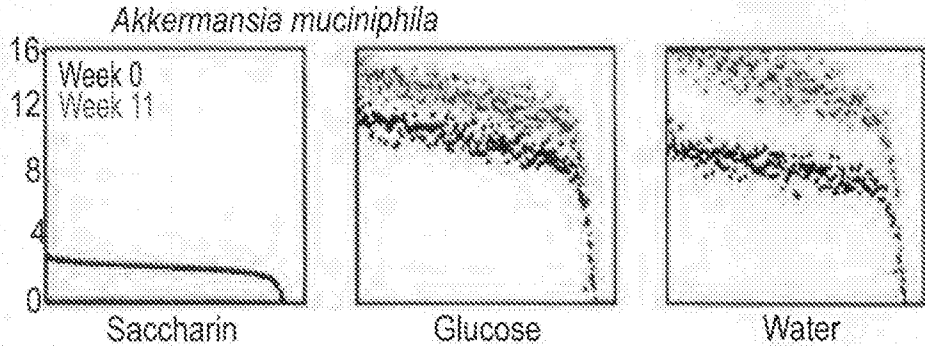 Akkermansia muciniphila
16
12
8
4
0
Week 0
Week 11
Saccharin
Glucose
Water